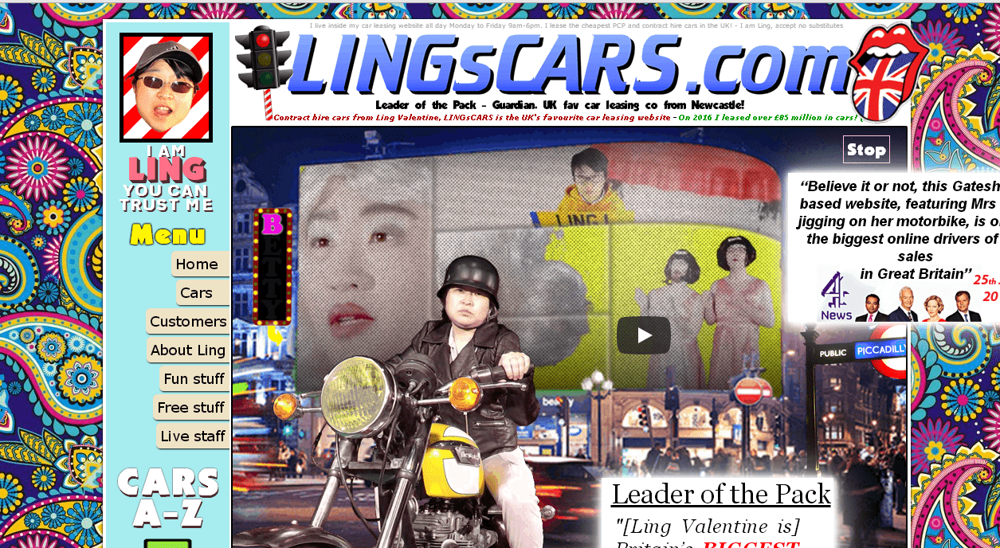 I live inside my car leasing website all day Monday to Friday 9am-6pm. I lease the cheapest PCP and contract hire cars in the UK! - I am Ling, accept no substitutes
LINGsCARS.com
Leader of the Pack - Guardian. UK fav car leasing co from Newcastle!
Contract hire cars from Ling Valentine, LINGsCARS is the UK's favourite car leasing website - On 2016 I leased over £85 million in cars! (
I AM
LING
YOU CAN
TRUST ME
Menu
Home
Cars
Customers
About Ling
Fun stuff
Free stuff
Live staff
CARS
A-Z
Stop
BETTY
LING
“Believe it or not, this Gatesh
based website, featuring Mrs
jigging on her motorbike, is o
the biggest online drivers of
sales
in Great Britain”
25th
20
4
News
PUBLIC
PICCADILLY
Leader of the Pack
"[Ling Valentine is]
Britain's BIGGEST